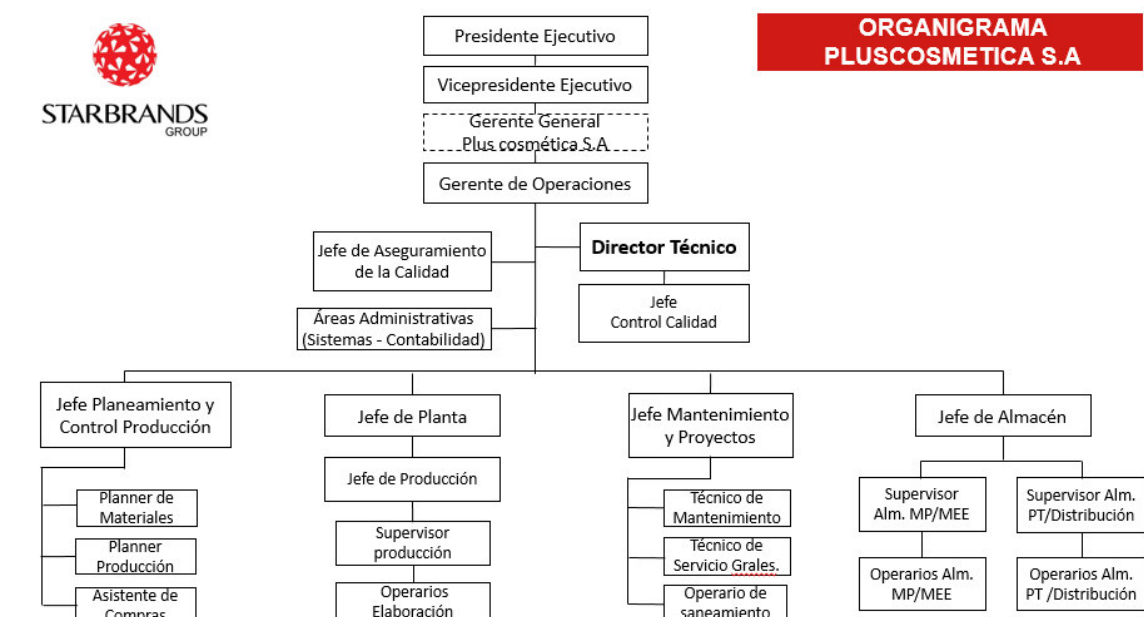 STARBRANDS
GROUP
ORGANIGRAMA
PLUSCOSMETICA S.A
Presidente Ejecutivo
Vicepresidente Ejecutivo
Gerente General
Plus cosmética S.A
Gerente de Operaciones
Jefe de Aseguramiento
de la Calidad
Director Técnico
Jefe
Control Calidad
Áreas Administrativas
(Sistemas - Contabilidad)
Jefe Planeamiento y
Control Producción
Planner de
Materiales
Planner
Producción
Asistente de
Compras
Jefe de Planta
Jefe de Producción
Supervisor
producción
Operarios
Elaboración
Jefe Mantenimiento
y Proyectos
Técnico de
Mantenimiento
Técnico de
Servicio Grales.
Operario de
saneamiento
Jefe de Almacén
Supervisor
Alm. MP/MEE
Operarios Alm.
MP/MEE
Supervisor Alm.
PT/Distribución
Operarios Alm.
PT /Distribución